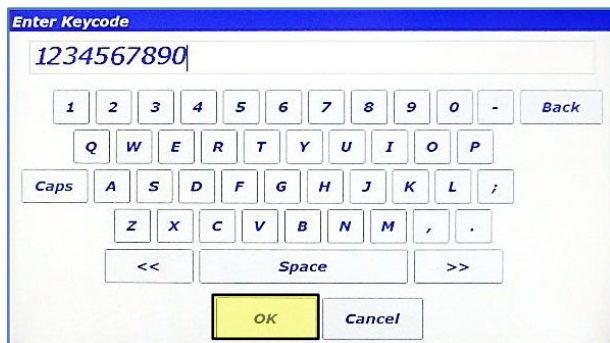 Enter Keycode
1234567890
1 2 3 4 5 6 7 8 9 0 - Back
Q W E R T Y U I O P
Caps A S D F G H J K L ;
Z X C V B N M , .
<< Space >>
OK Cancel